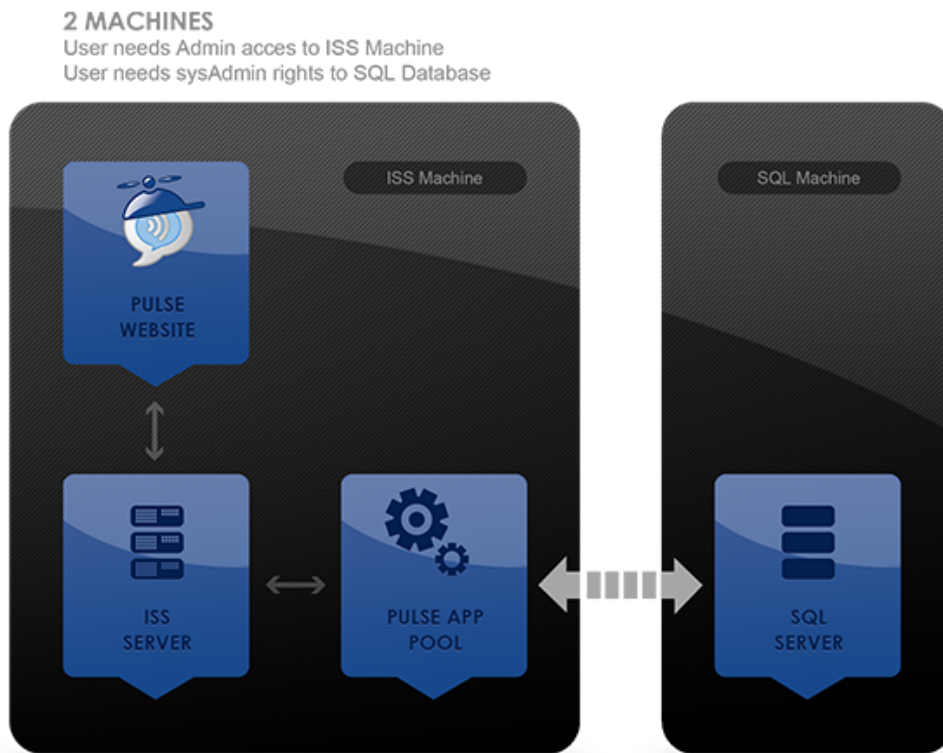 2 MACHINES
User needs Admin acces to ISS Machine
User needs sysAdmin rights to SQL Database
ISS Machine
SQL Machine
PULSE
WEBSITE
ISS
SERVER
PULSE APP
POOL
SQL
SERVER